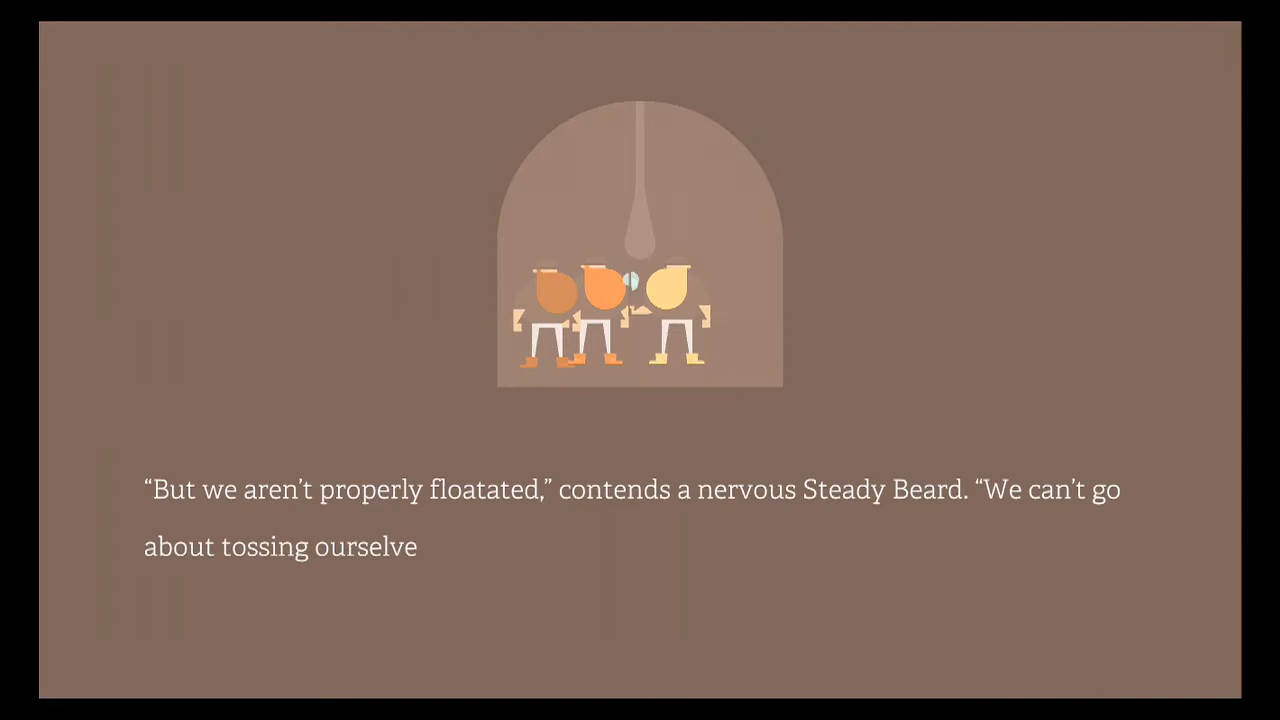 “But we aren’t properly floatated,” contends a nervous Steady Beard. “We can’t go
about tossing ourselve